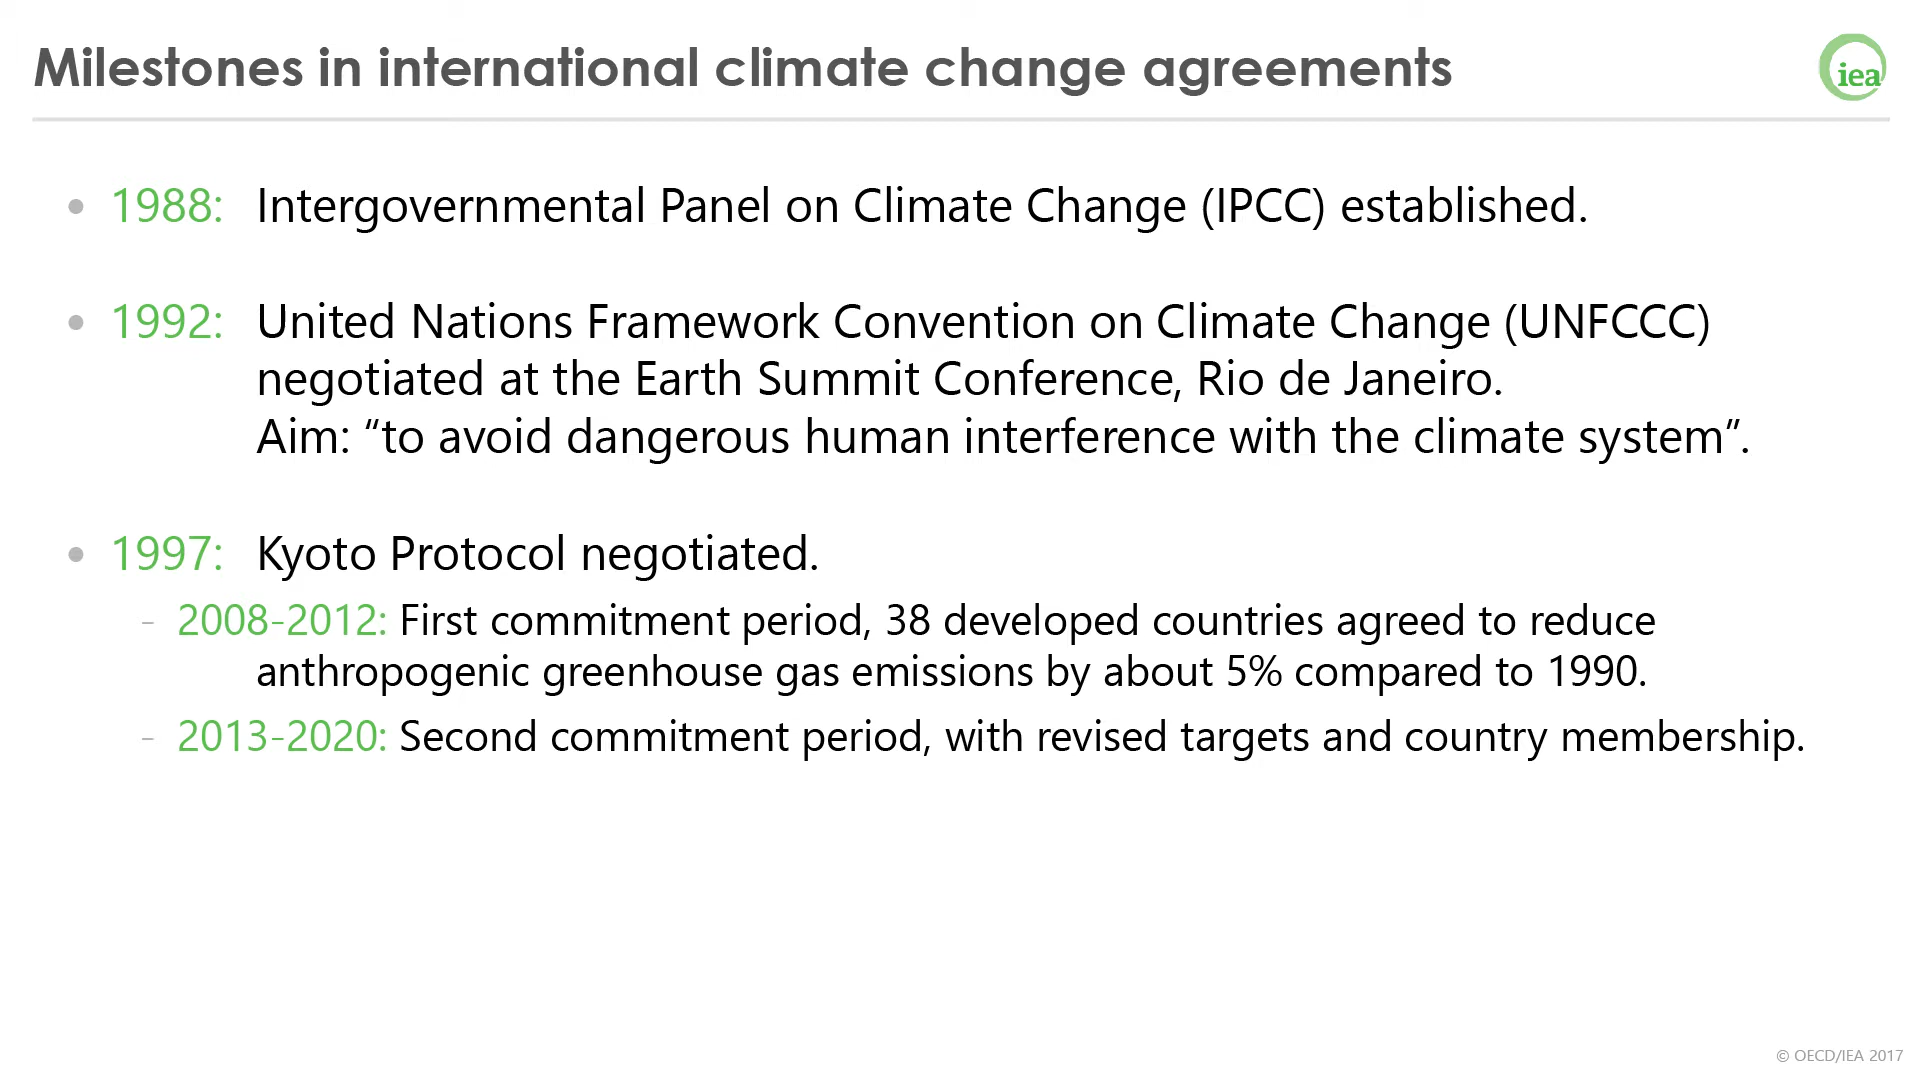 Milestones in international climate change agreements
iea
• 1988: Intergovernmental Panel on Climate Change (IPCC) established.
• 1992: United Nations Framework Convention on Climate Change (UNFCCC)
negotiated at the Earth Summit Conference, Rio de Janeiro.
Aim: “to avoid dangerous human interference with the climate system”.
• 1997: Kyoto Protocol negotiated.
- 2008-2012: First commitment period, 38 developed countries agreed to reduce
anthropogenic greenhouse gas emissions by about 5% compared to 1990.
- 2013-2020: Second commitment period, with revised targets and country membership.
© OECD/IEA 2017